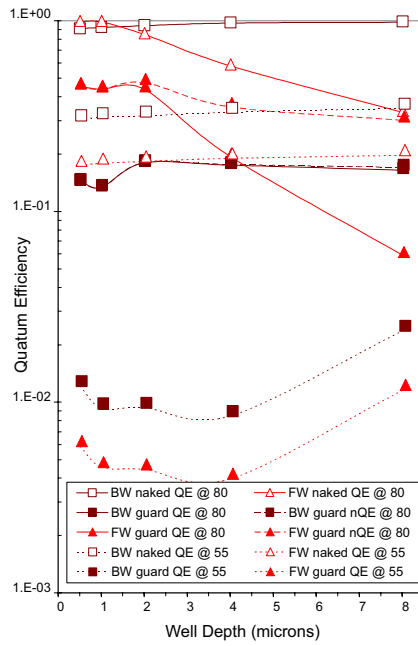 1.E+00
1.E-01
1.E-02
1.E-03
Quatum Efficiency
BW naked QE @ 80
FW naked QE @ 80
BW guard QE @ 80
BW guard nQE @ 80
FW guard QE @ 80
FW guard nQE @ 80
BW naked QE @ 55
FW naked QE @ 55
BW guard QE @ 55
FW guard QE @ 55
0 1 2 3 4 5 6 7 8
Well Depth (microns)